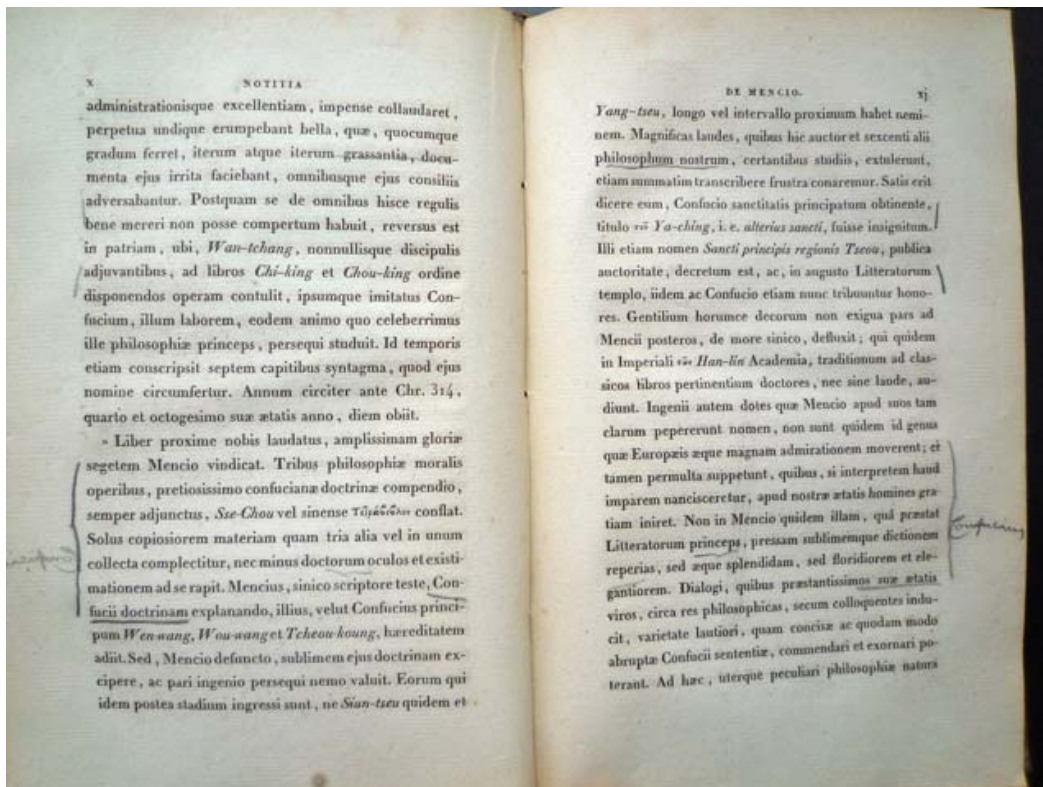 x
NOTITIA
administrationisque excellentiam, impense collaudaret,
perpetua undique erumpebant bella, quæ, quocumque
gradum ferret, iterum atque iterum grassantia, docu-
menta ejus irrita faciebant, omnibusque ejus consiliis
adversabantur. Postquam se de omnibus hisce regulis
bene mereri non posse compertum habuit, reversus est
in patriam, ubi, Wan-tchang, nonnullisque discipulis
adjuvantibus, ad libros Chi-king et Chou-king ordine
disponendos operam contulit, ipsumque imitatus Con-
fucium, illum laborem, eodem animo quo celeberrimus
ille philosophiæ princeps, persequi studuit. Id temporis
etiam conscripsit septem capitibus syntagma, quod ejus
nomine circumfertur. Annum circiter ante Chr. 314,
quarto et octogesimo suæ ætatis anno, diem obiit.
» Liber proxime nobis laudatus, amplissimam gloriæ
segetem Mencio vindicat. Tribus philosophiæ moralis
operibus, pretiosissimo confucianæ doctrinæ compendio,
semper adjunctus, Sse-Chou vel sinense conflat.
Solus copiosiorem materiam quam tria alia vel in unum
collecta complectitur, nec minus doctorum oculos et existi-
mationem ad se rapit. Mencius, sinico scriptore teste, Con-
fucii doctrinam explanando, illius, velut Confucius princi-
pum Wen-wang, Wou-wang et Tcheou-koung, hæreditatem
adiit. Sed, Mencio defuncto, sublimem ejus doctrinam ex-
cipere, ac pari ingenio persequi nemo valuit. Eorum qui
idem postea stadium ingressi sunt, ne Siun-tseu quidem et
DE MENCIO.
xj
Yang-tseu, longo vel intervallo proximum habet nemi-
nem. Magnificas laudes, quibus hic auctor et sexcenti alii
philosophum nostrum, certantibus studiis, extulerunt,
etiam summatim transcribere frustra conaremur. Satis erit
dicere eum, Confucio sanctitatis principatum obtinente,
titulo τοῦ Ya-ching, i. e. alterius sancti, fuisse insignitum.
Illi etiam nomen Sancti principis regionis Tseou, publica
auctoritate, decretum est, ac, in augusto Litteratorum
templo, iidem ac Confucio etiam nunc tribuuntur hono-
res. Gentilium horumce decorum non exigua pars ad
Mencii posteros, de more sinico, defluxit; qui quidem
in Imperiali τῶν Han-lin Academia, traditionum ad clas-
sicos libros pertinentium doctores, nec sine laude, au-
diunt. Ingenii autem dotes quæ Mencio apud suos tam
clarum pepererunt nomen, non sunt quidem id genus
quæ Europæis æque magnam admirationem moverent; et
tamen permulta suppetunt, quibus, si interpretem haud
imparem nancisceretur, apud nostræ ætatis homines gra-
tiam iniret. Non in Mencio quidem illam, quâ præstat
Litteratorum princeps, pressam sublimemque dictionem
reperias, sed æque splendidam, sed floridiorem et ele-
gantiorem. Dialogi, quibus præstantissimos suæ ætatis
viros, circa res philosophicas, secum colloquentes indu-
cit, varietate lautiori, quam concisæ ac quodam modo
abruptæ Confucii sententiæ, commendari et exornari po-
terant. Ad hæc, uterque peculiari philosophiæ natura
Confucius